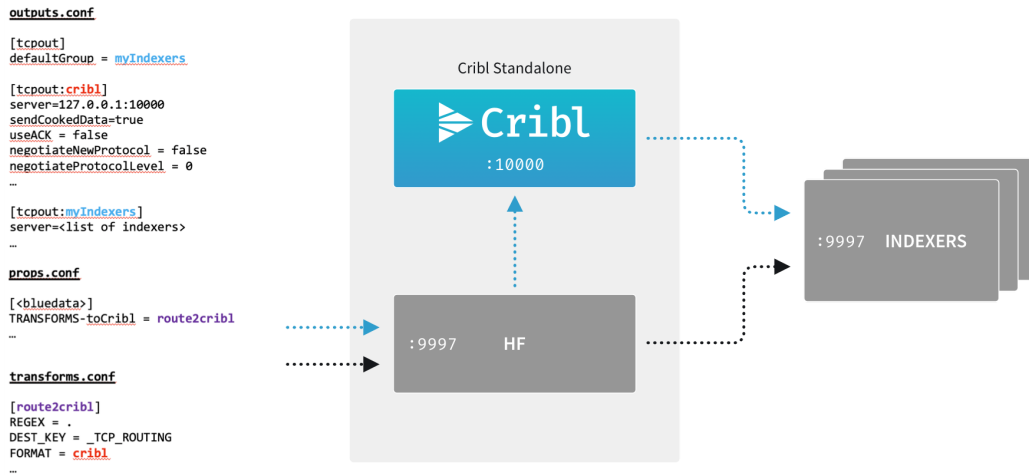 outputs.conf
[tcpout]
defaultGroup = myIndexers
[tcpout:cribl]
server=127.0.0.1:10000
sendCookedData=true
useACK = false
negotiateNewProtocol = false
negotiateProtocolLevel = 0
…
[tcpout:myIndexers]
server=<list of indexers>
…
props.conf
[<bluedata>]
TRANSFORMS-toCribl = route2cribl
…
transforms.conf
[route2cribl]
REGEX = .
DEST_KEY = _TCP_ROUTING
FORMAT = cribl
…
Cribl Standalone
Cribl
:10000
:9997 HF
:9997 INDEXERS